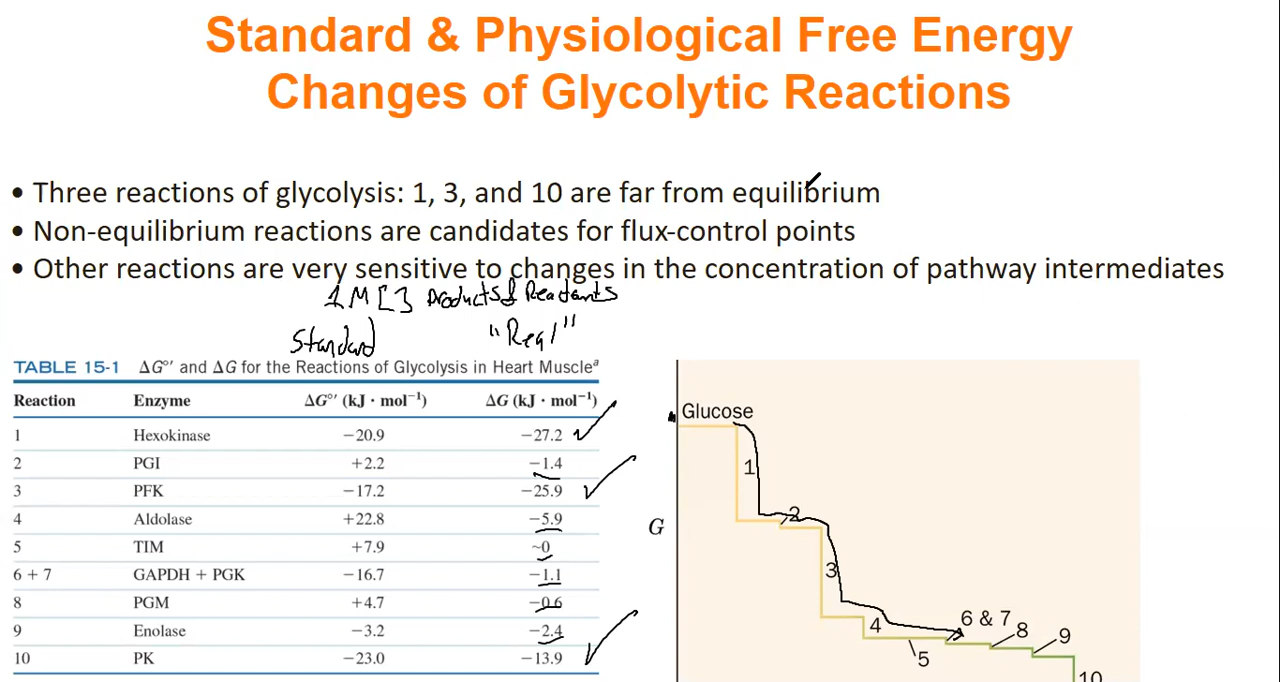 Standard & Physiological Free Energy
Changes of Glycolytic Reactions
• Three reactions of glycolysis: 1, 3, and 10 are far from equilibrium
• Non-equilibrium reactions are candidates for flux-control points
• Other reactions are very sensitive to changes in the concentration of pathway intermediates
1 M [ ] Products & Reactants
Standard "Real"
TABLE 15-1 ΔG°′ and ΔG for the Reactions of Glycolysis in Heart Muscleᵃ
Reaction Enzyme ΔG°′ (kJ · mol⁻¹) ΔG (kJ · mol⁻¹)
1 Hexokinase −20.9 −27.2
2 PGI +2.2 −1.4
3 PFK −17.2 −25.9
4 Aldolase +22.8 −5.9
5 TIM +7.9 ~0
6 + 7 GAPDH + PGK −16.7 −1.1
8 PGM +4.7 −0.6
9 Enolase −3.2 −2.4
10 PK −23.0 −13.9
Glucose
G
1
2
3
4
5
6 & 7
8
9
10